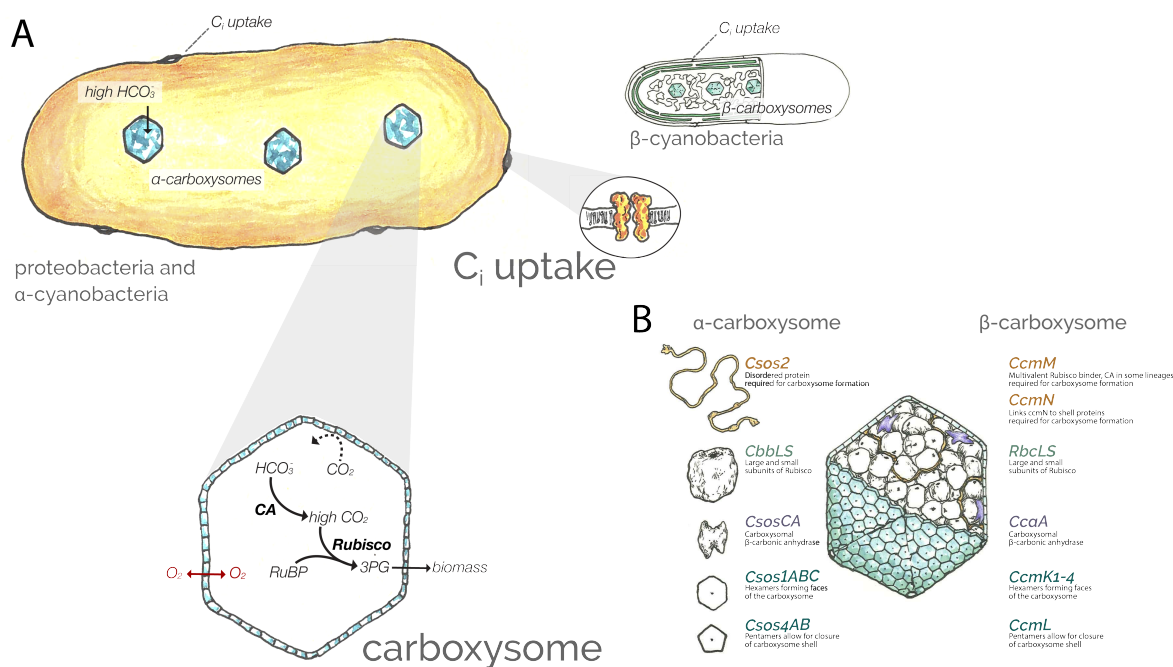 A
C_i uptake
high HCO3-
α-carboxysomes
proteobacteria and
α-cyanobacteria
C_i uptake
β-carboxysomes
β-cyanobacteria
C_i uptake
HCO3-
CO2
CA
high CO2
Rubisco
RuBP
3PG
biomass
O2
O2
carboxysome
B
α-carboxysome
β-carboxysome
Csos2
Disordered protein
required for carboxysome formation
CbbLS
Large and small
subunits of Rubisco
CsosCA
Carboxysomal
β-carbonic anhydrase
Csos1ABC
Hexamers forming faces
of the carboxysome
Csos4AB
Pentamers allow for closure
of carboxysome shell
CcmM
Multivalent Rubisco binder, CA in some lineages
required for carboxysome formation
CcmN
Links ccmN to shell proteins
required for carboxysome formation
RbcLS
Large and small
subunits of Rubisco
CcaA
Carboxysomal
β-carbonic anhydrase
CcmK1-4
Hexamers forming faces
of the carboxysome
CcmL
Pentamers allow for closure
of carboxysome shell